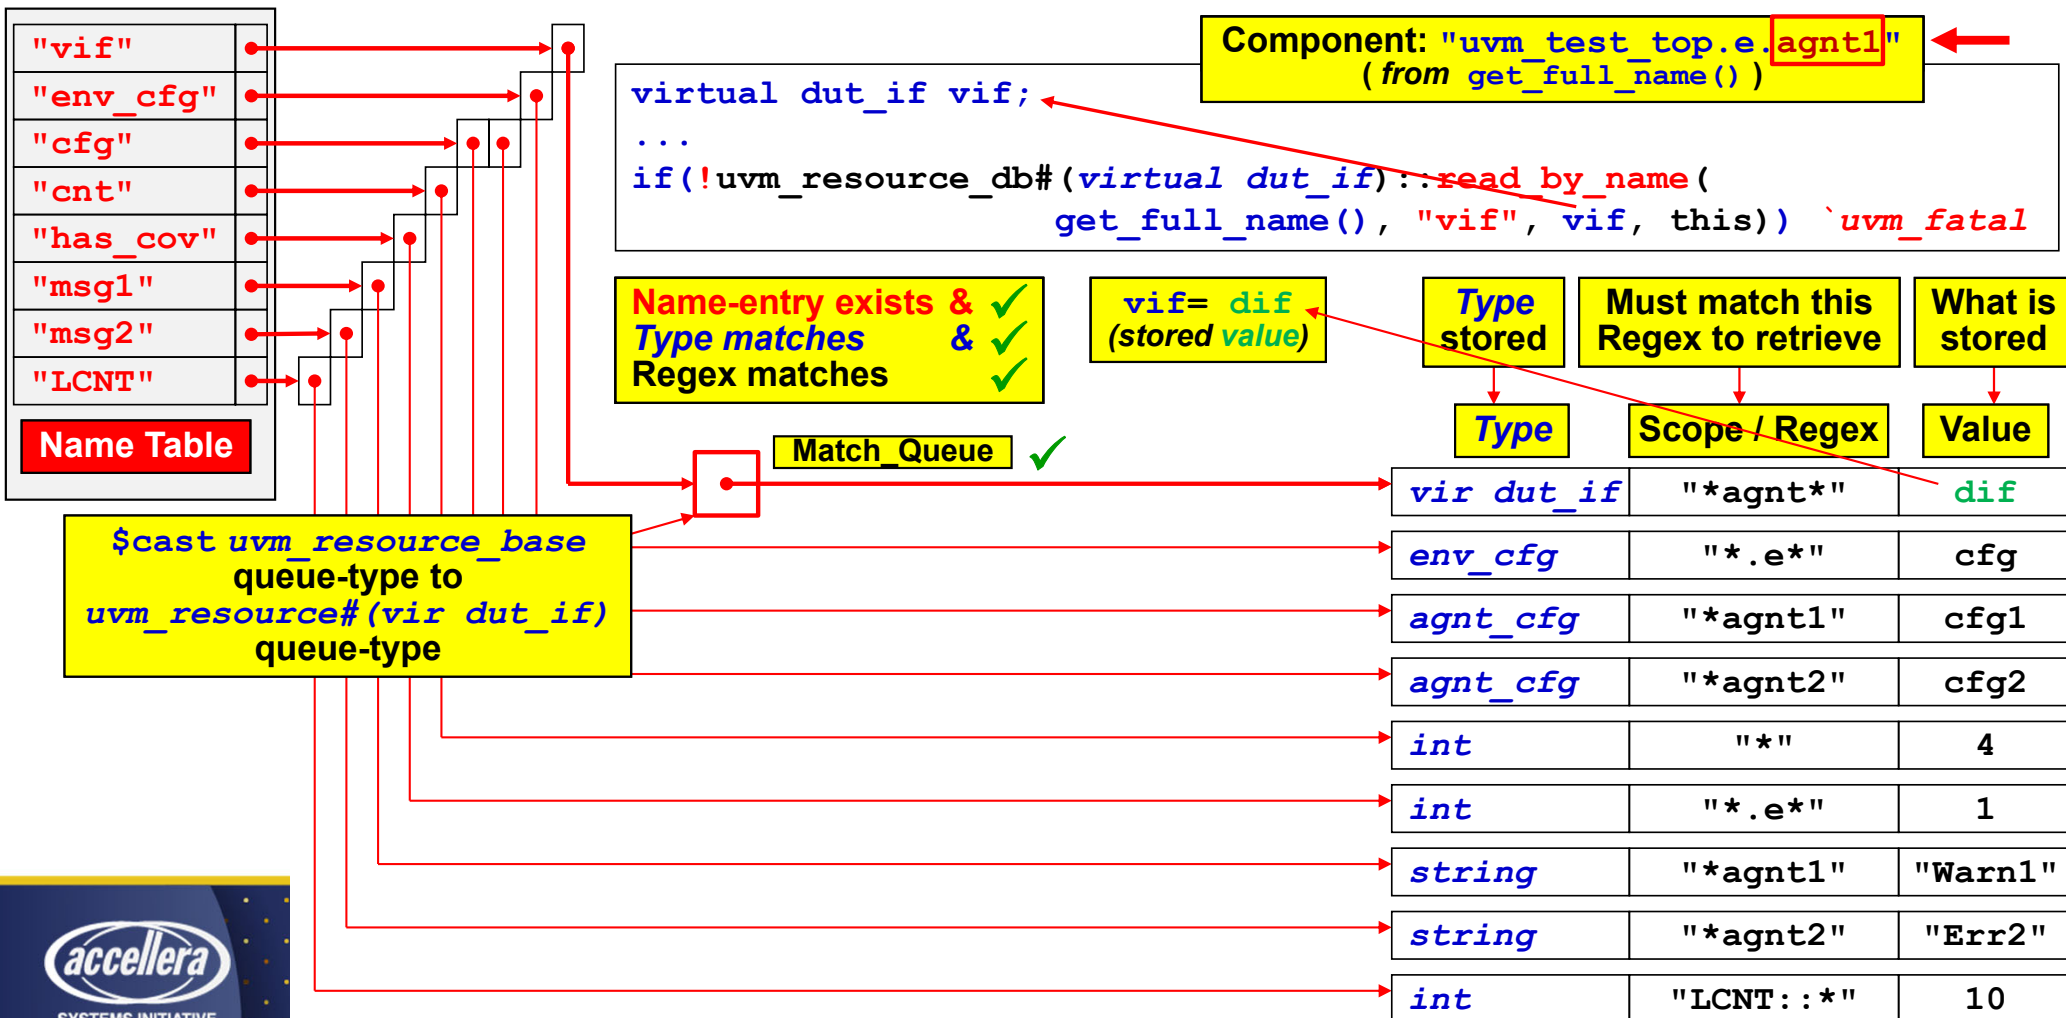 "vif"
"env_cfg"
"cfg"
"cnt"
"has_cov"
"msg1"
"msg2"
"LCNT"
Name Table
Component: "uvm_test_top.e.agnt1"
( from get_full_name() )
virtual dut_if vif;
...
if(!uvm_resource_db#(virtual dut_if)::read_by_name(
get_full_name(), "vif", vif, this)) `uvm_fatal
Name-entry exists &
Type matches &
Regex matches
vif= dif
(stored value)
Type
stored
Must match this
Regex to retrieve
What is
stored
Match_Queue
Type
Scope / Regex
Value
$cast uvm_resource_base
queue-type to
uvm_resource#(vir dut_if)
queue-type
vir dut_if "*agnt*" dif
env_cfg "*.e*" cfg
agnt_cfg "*agnt1" cfg1
agnt_cfg "*agnt2" cfg2
int "*" 4
int "*.e*" 1
string "*agnt1" "Warn1"
string "*agnt2" "Err2"
int "LCNT::*" 10
accellera
SYSTEMS INITIATIVE